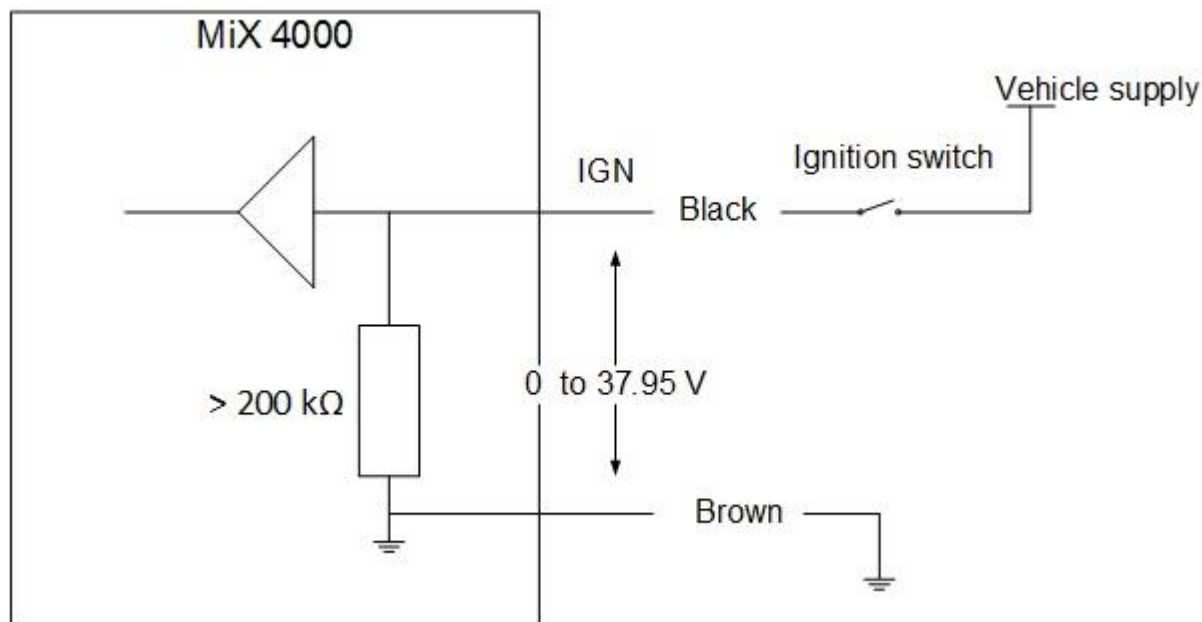 MiX 4000
Vehicle supply
Ignition switch
IGN
Black
0 to 37.95 V
> 200 kΩ
Brown